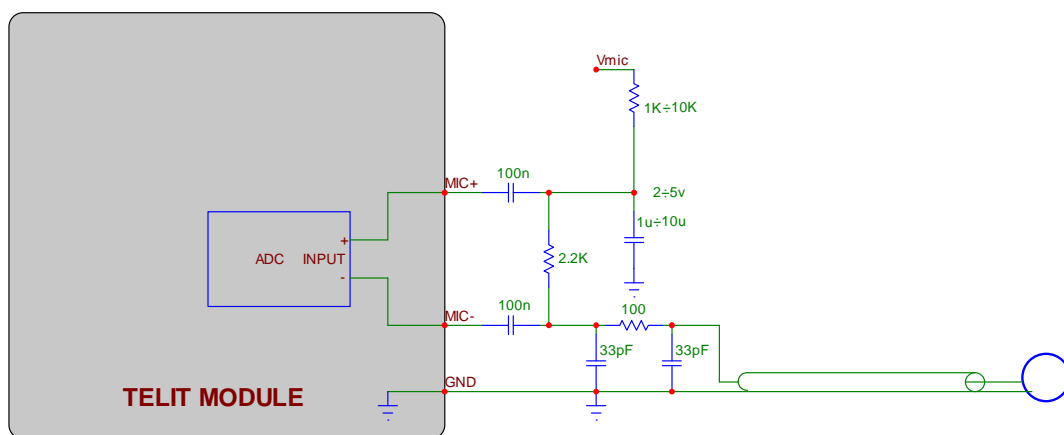 Vmic
1K÷10K
MIC+
100n
2÷5v
1u÷10u
+
ADC INPUT
-
2.2K
MIC-
100n
100
33pF
33pF
GND
TELIT MODULE